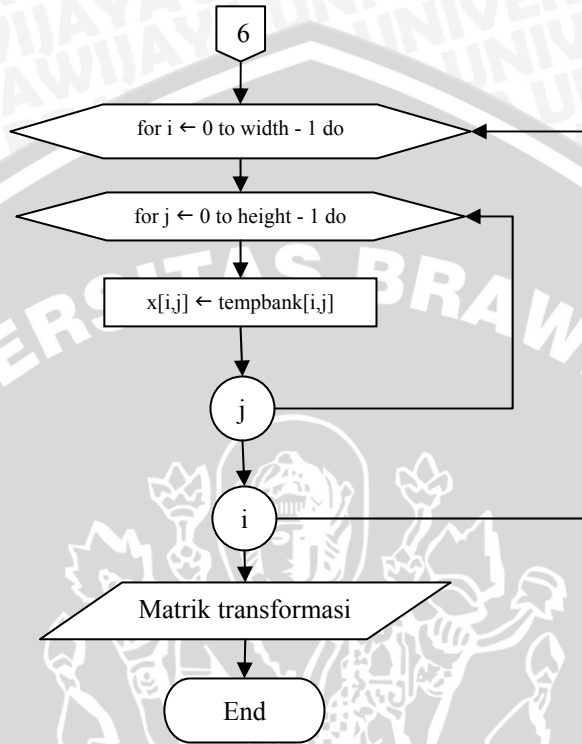 6
for i ← 0 to width - 1 do
for j ← 0 to height - 1 do
x[i,j] ← tempbank[i,j]
j
i
Matrik transformasi
End